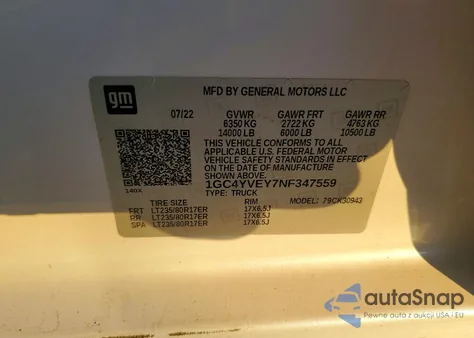 gm
MFD BY GENERAL MOTORS LLC
07/22 GVWR GAWR FRT GAWR RR
6350 KG 2722 KG 4763 KG
14000 LB 6000 LB 10500 LB
THIS VEHICLE CONFORMS TO ALL
APPLICABLE U.S. FEDERAL MOTOR
VEHICLE SAFETY STANDARDS IN
EFFECT ON THE DATE OF MANUFACTURE
SHOWN ABOVE.
140X
1GC4YVEY7NF347559
TYPE: TRUCK
TIRE SIZE RIM MODEL: 79CK30943
FRT LT235/80R17ER 17X6.5J
RR LT235/80R17ER 17X6.5J
SPA LT235/80R17ER 17X6.5J
autoSnap
Pewne auta z aukcji USA i EU